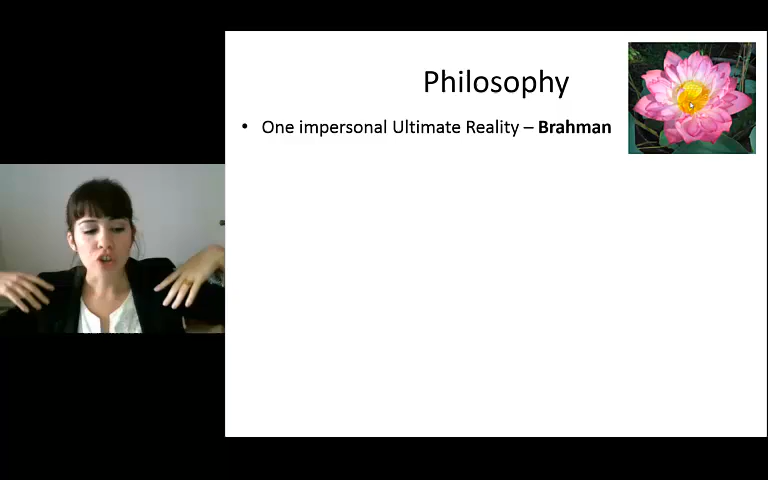 Philosophy
• One impersonal Ultimate Reality – Brahman